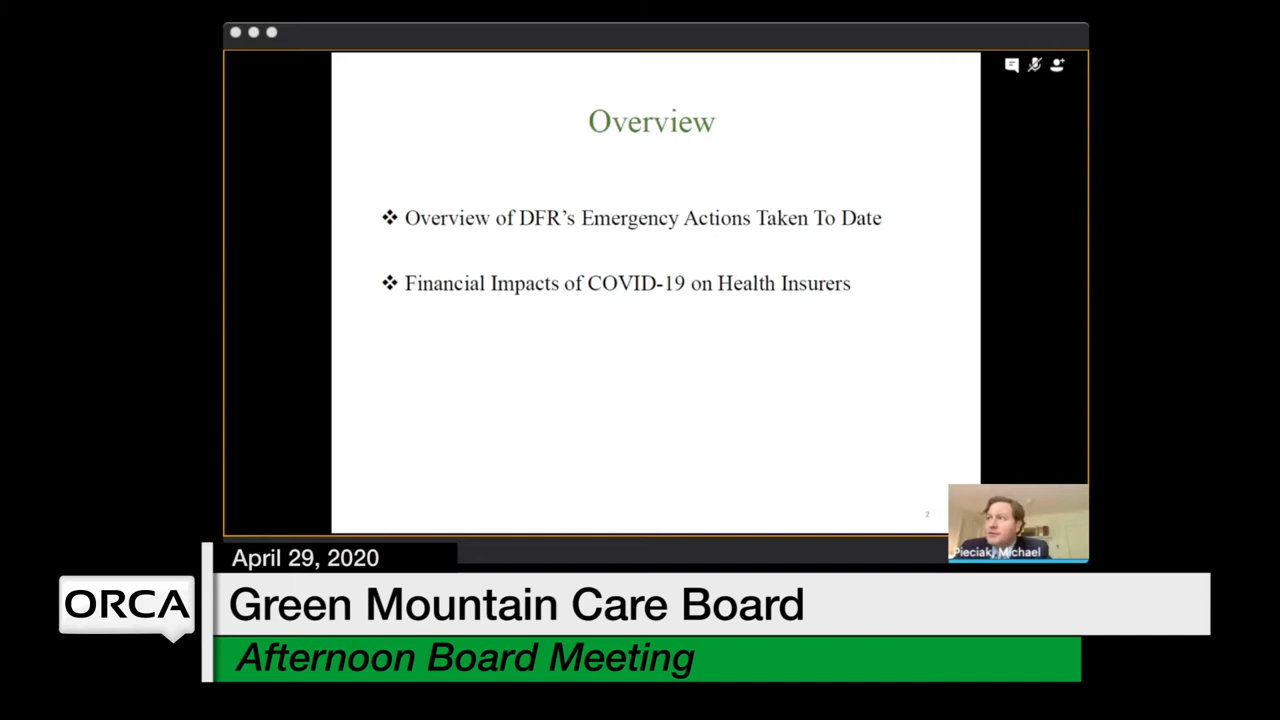 Overview
❖ Overview of DFR’s Emergency Actions Taken To Date
❖ Financial Impacts of COVID-19 on Health Insurers
2
Pieciak, Michael
April 29, 2020
ORCA
Green Mountain Care Board
Afternoon Board Meeting